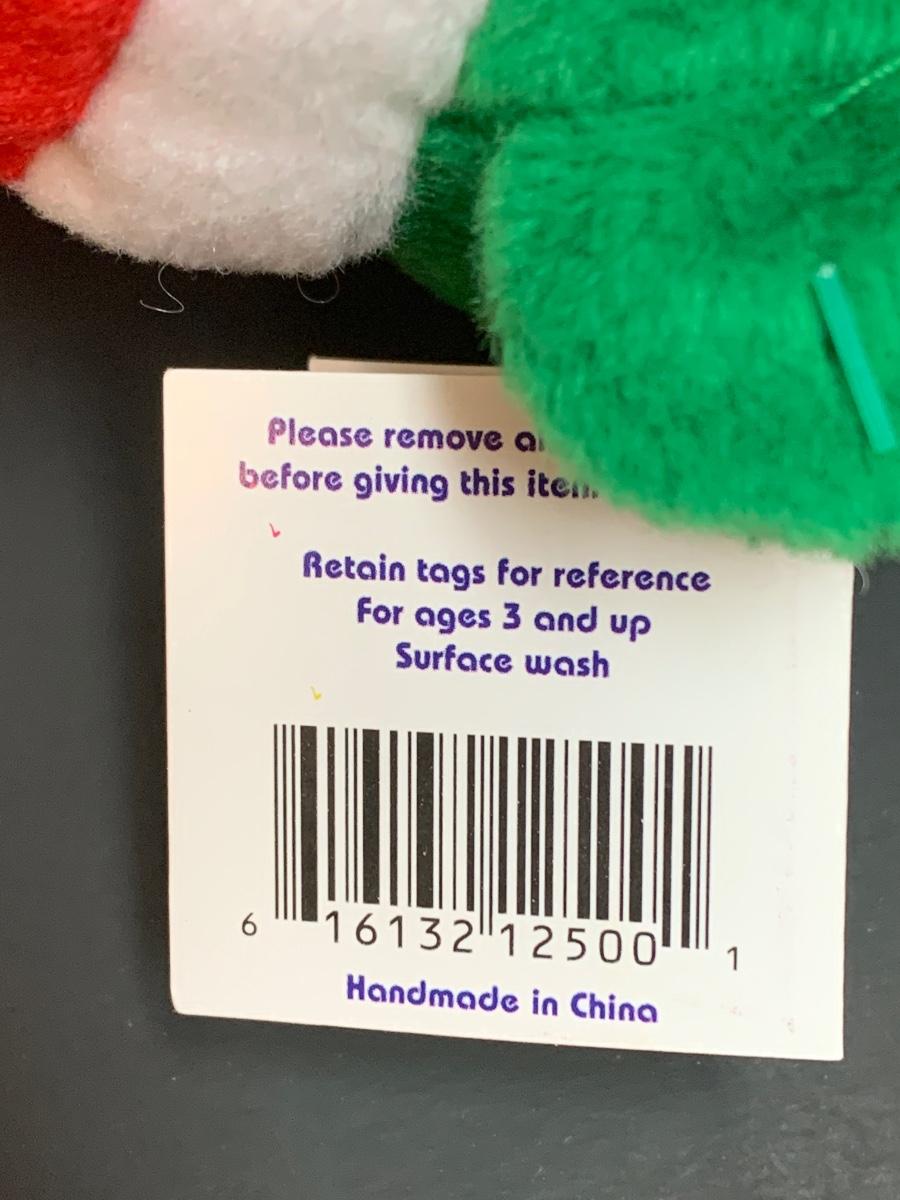 Please remove
before giving this
Retain tags for reference
For ages 3 and up
Surface wash
6 16132 12500 1
Handmade in China